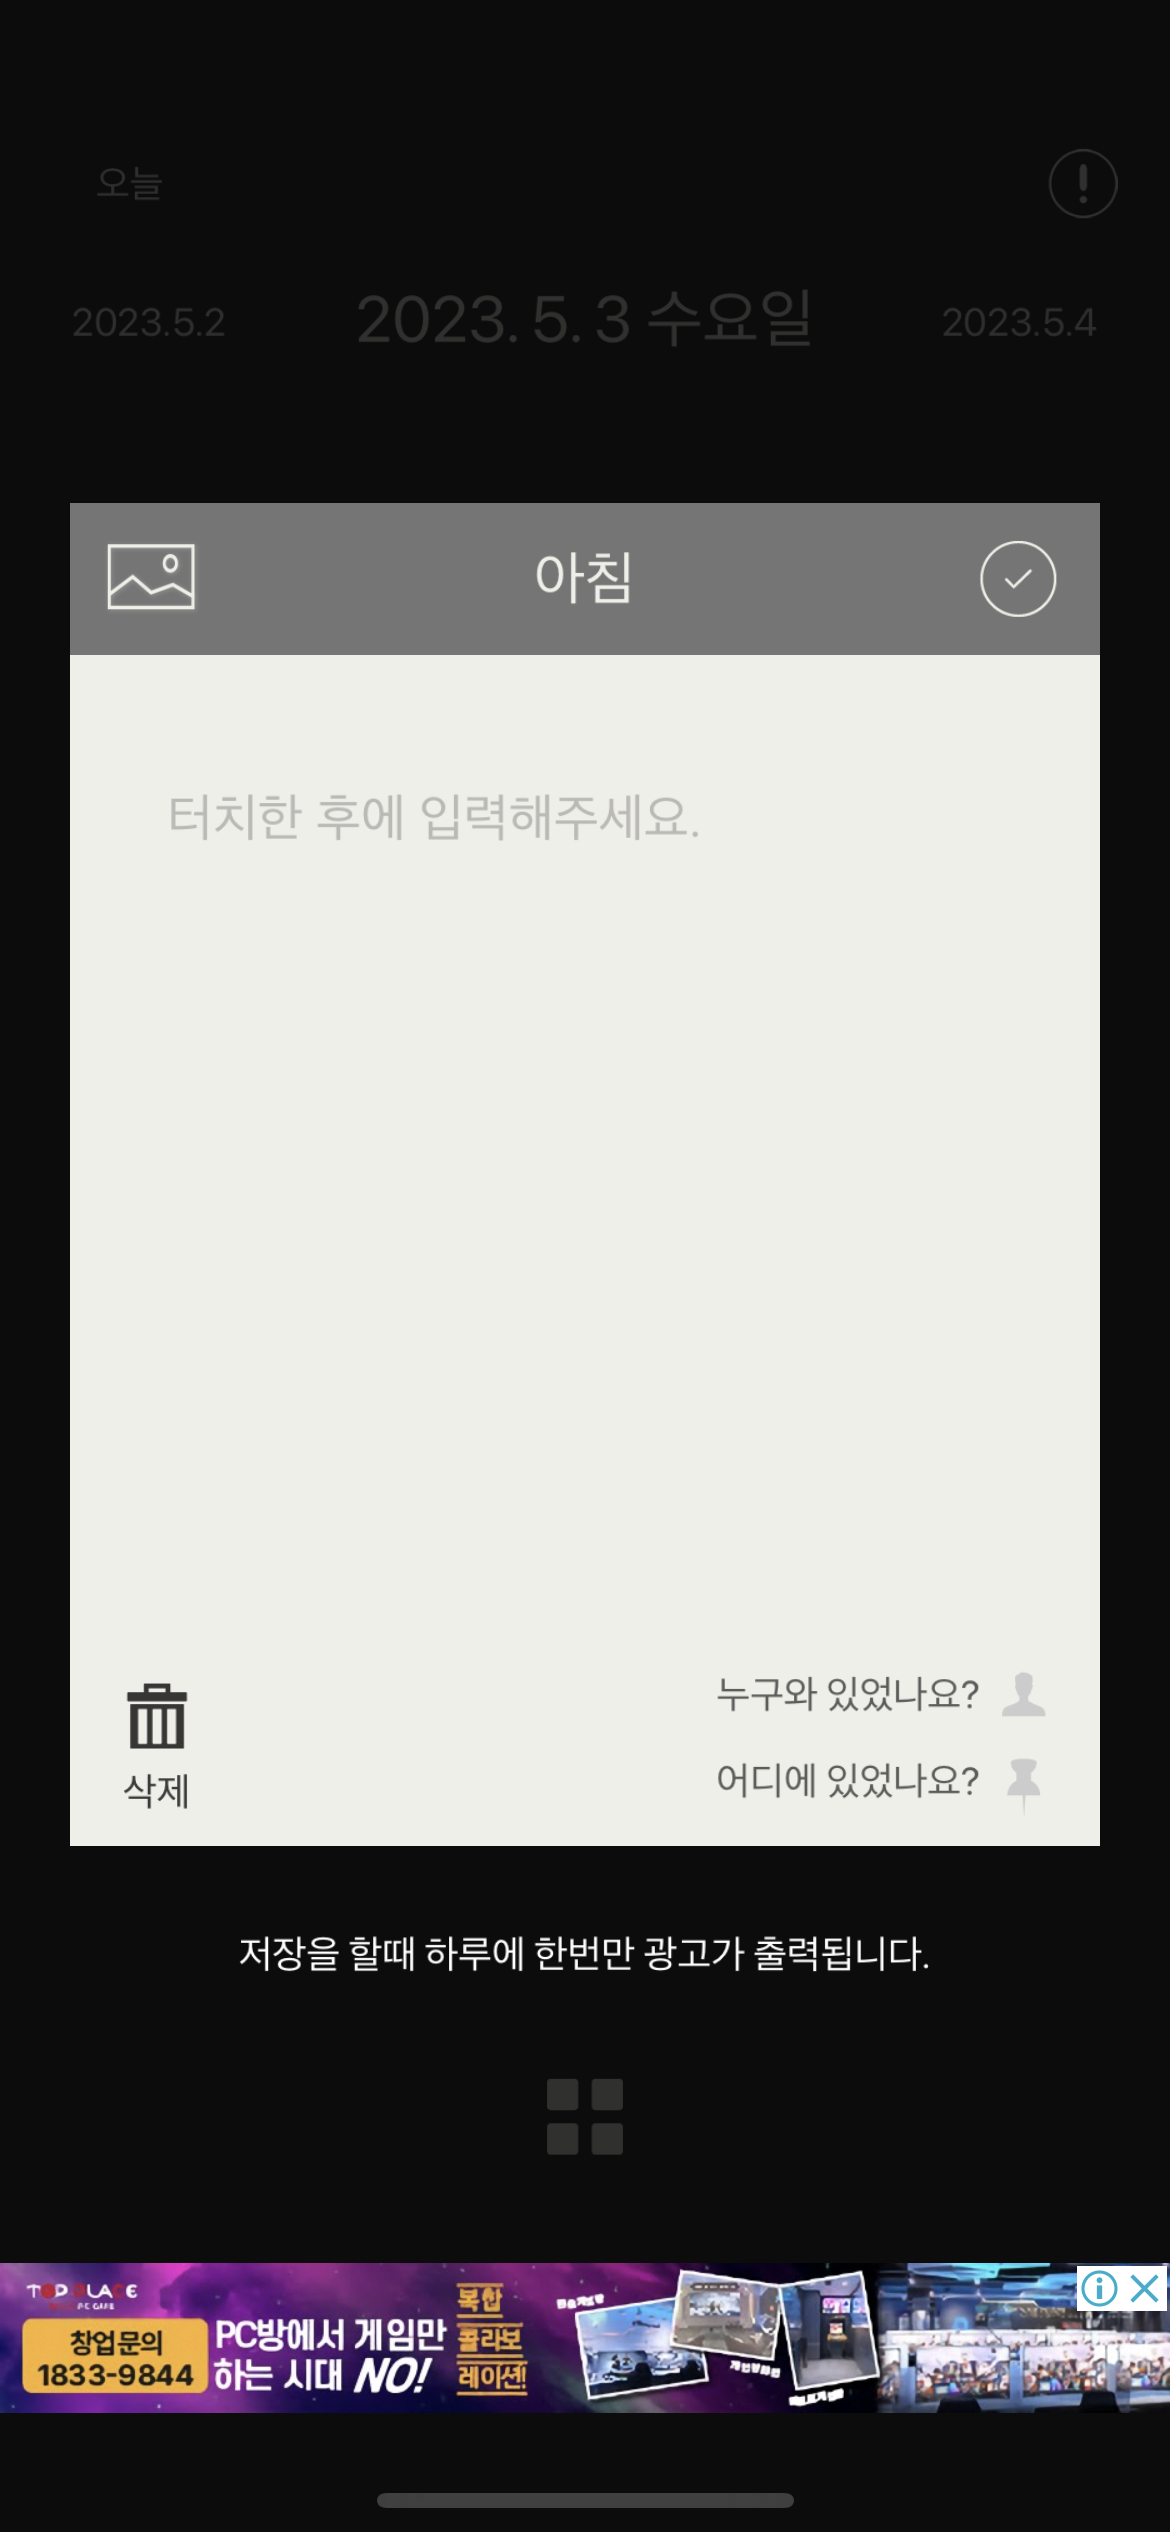 오늘
2023.5.2
2023. 5. 3 수요일
2023.5.4
아침
터치한 후에 입력해주세요.
누구와 있었나요?
어디에 있었나요?
삭제
저장을 할때 하루에 한번만 광고가 출력됩니다.
창업문의
1833-9844
PC방에서 게임만
하는 시대 NO!
복합
콜라보
레이션!